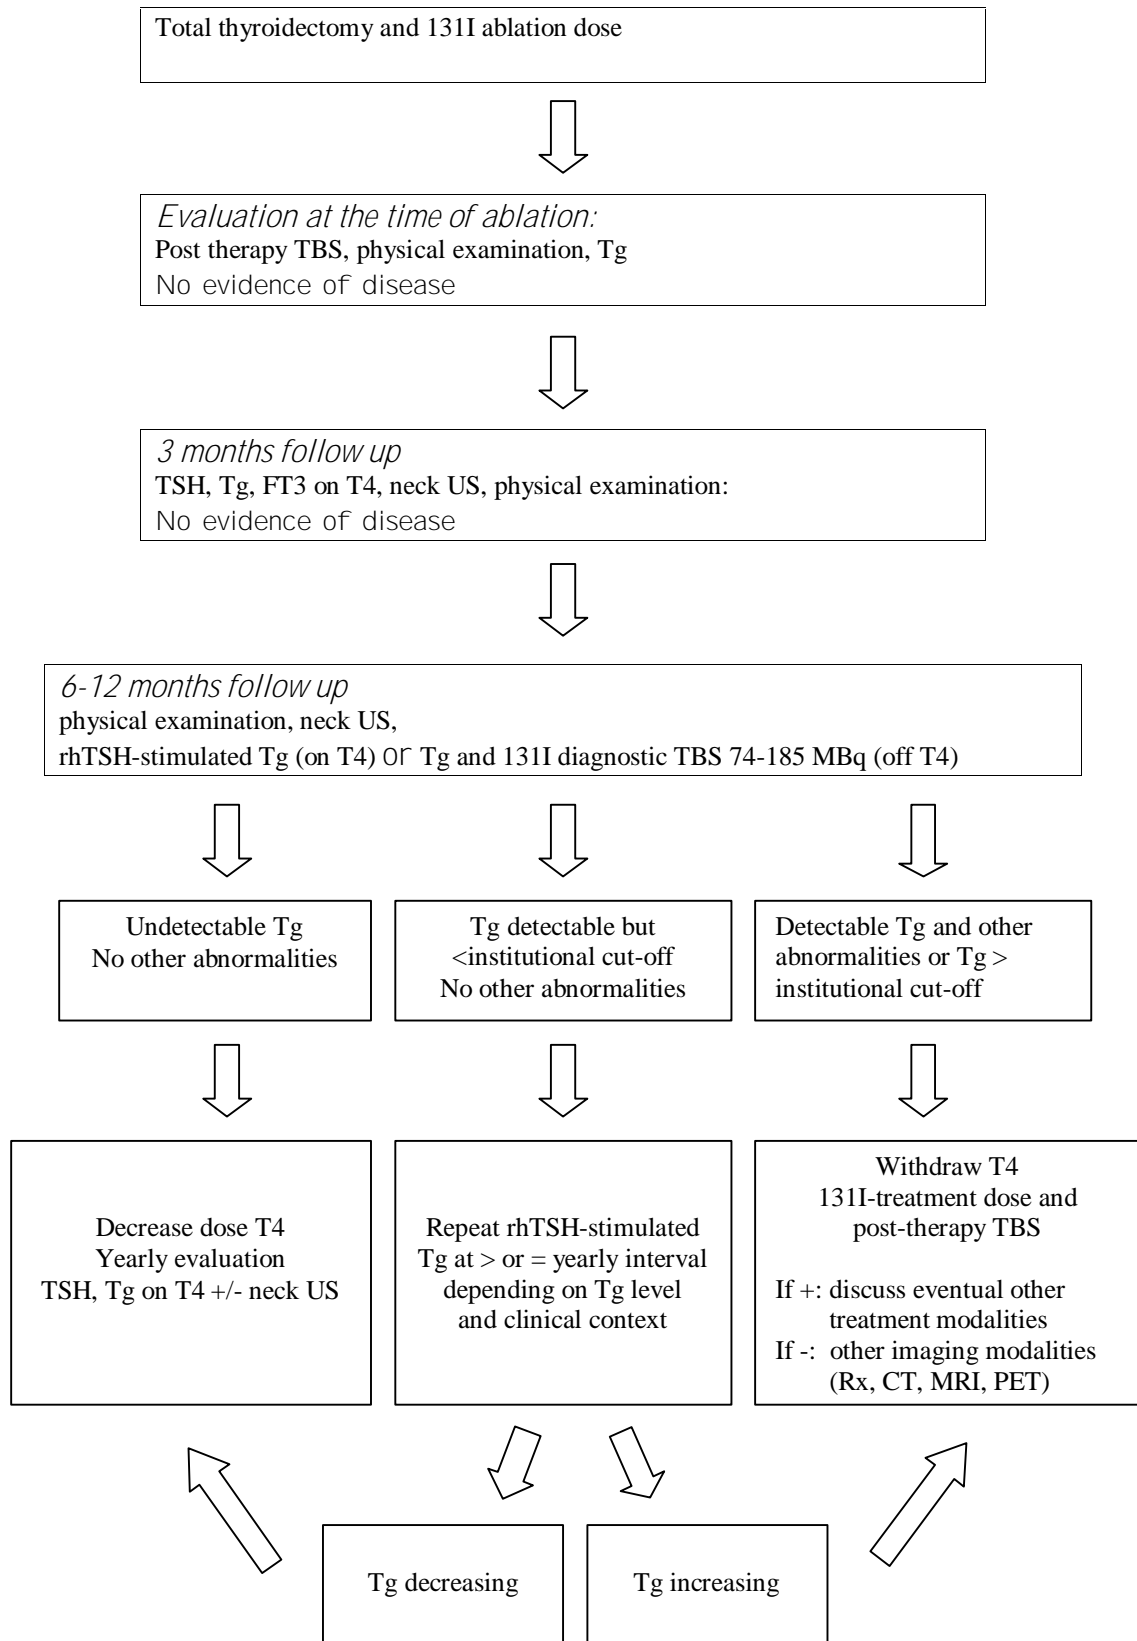 Total thyroidectomy and 131I ablation dose
Evaluation at the time of ablation:
Post therapy TBS, physical examination, Tg
No evidence of disease
3 months follow up
TSH, Tg, FT3 on T4, neck US, physical examination:
No evidence of disease
6-12 months follow up
physical examination, neck US,
rhTSH-stimulated Tg (on T4) or Tg and 131I diagnostic TBS 74-185 MBq (off T4)
Undetectable Tg
No other abnormalities
Tg detectable but
<institutional cut-off
No other abnormalities
Detectable Tg and other
abnormalities or Tg >
institutional cut-off
Decrease dose T4
Yearly evaluation
TSH, Tg on T4 +/- neck US
Repeat rhTSH-stimulated
Tg at > or = yearly interval
depending on Tg level
and clinical context
Withdraw T4
131I-treatment dose and
post-therapy TBS
If +: discuss eventual other
treatment modalities
If -: other imaging modalities
(Rx, CT, MRI, PET)
Tg decreasing
Tg increasing